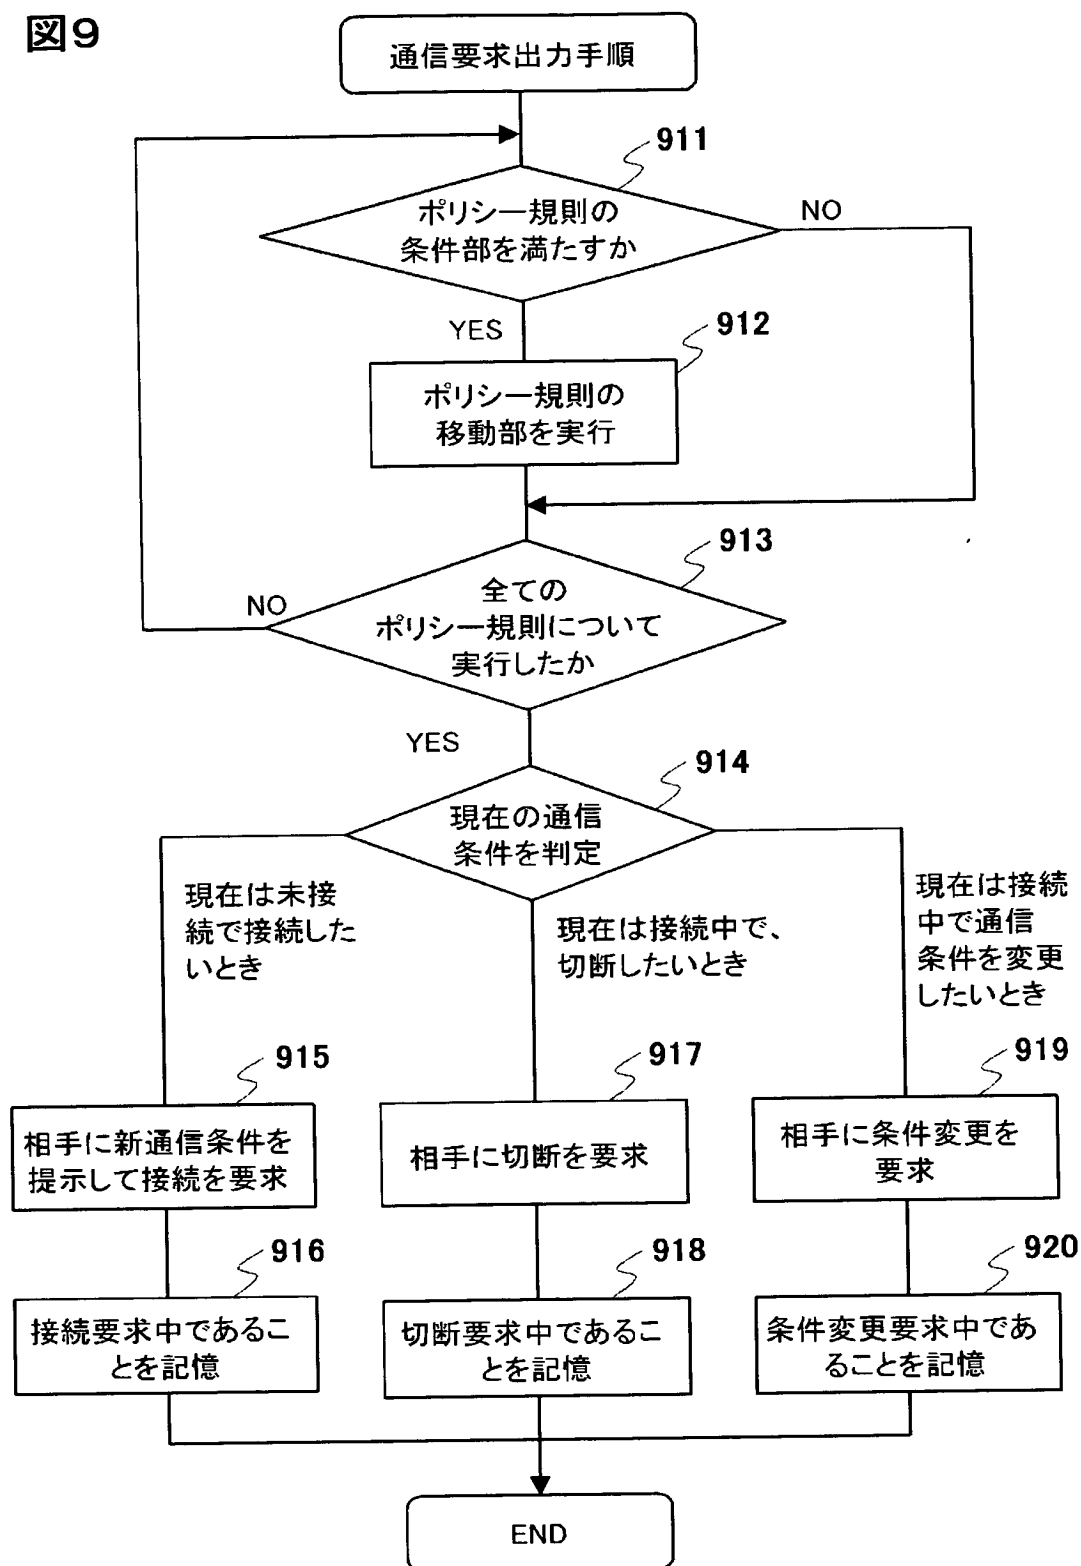 図9
通信要求出力手順
911
ポリシー規則の
条件部を満たすか
NO
YES
912
ポリシー規則の
移動部を実行
913
全ての
ポリシー規則について
実行したか
NO
YES
914
現在の通信
条件を判定
現在は未接
続で接続した
いとき
現在は接続中で、
切断したいとき
現在は接続
中で通信
条件を変更
したいとき
915
相手に新通信条件を
提示して接続を要求
917
相手に切断を要求
919
相手に条件変更を
要求
916
接続要求中であるこ
とを記憶
918
切断要求中であるこ
とを記憶
920
条件変更要求中であ
ることを記憶
END